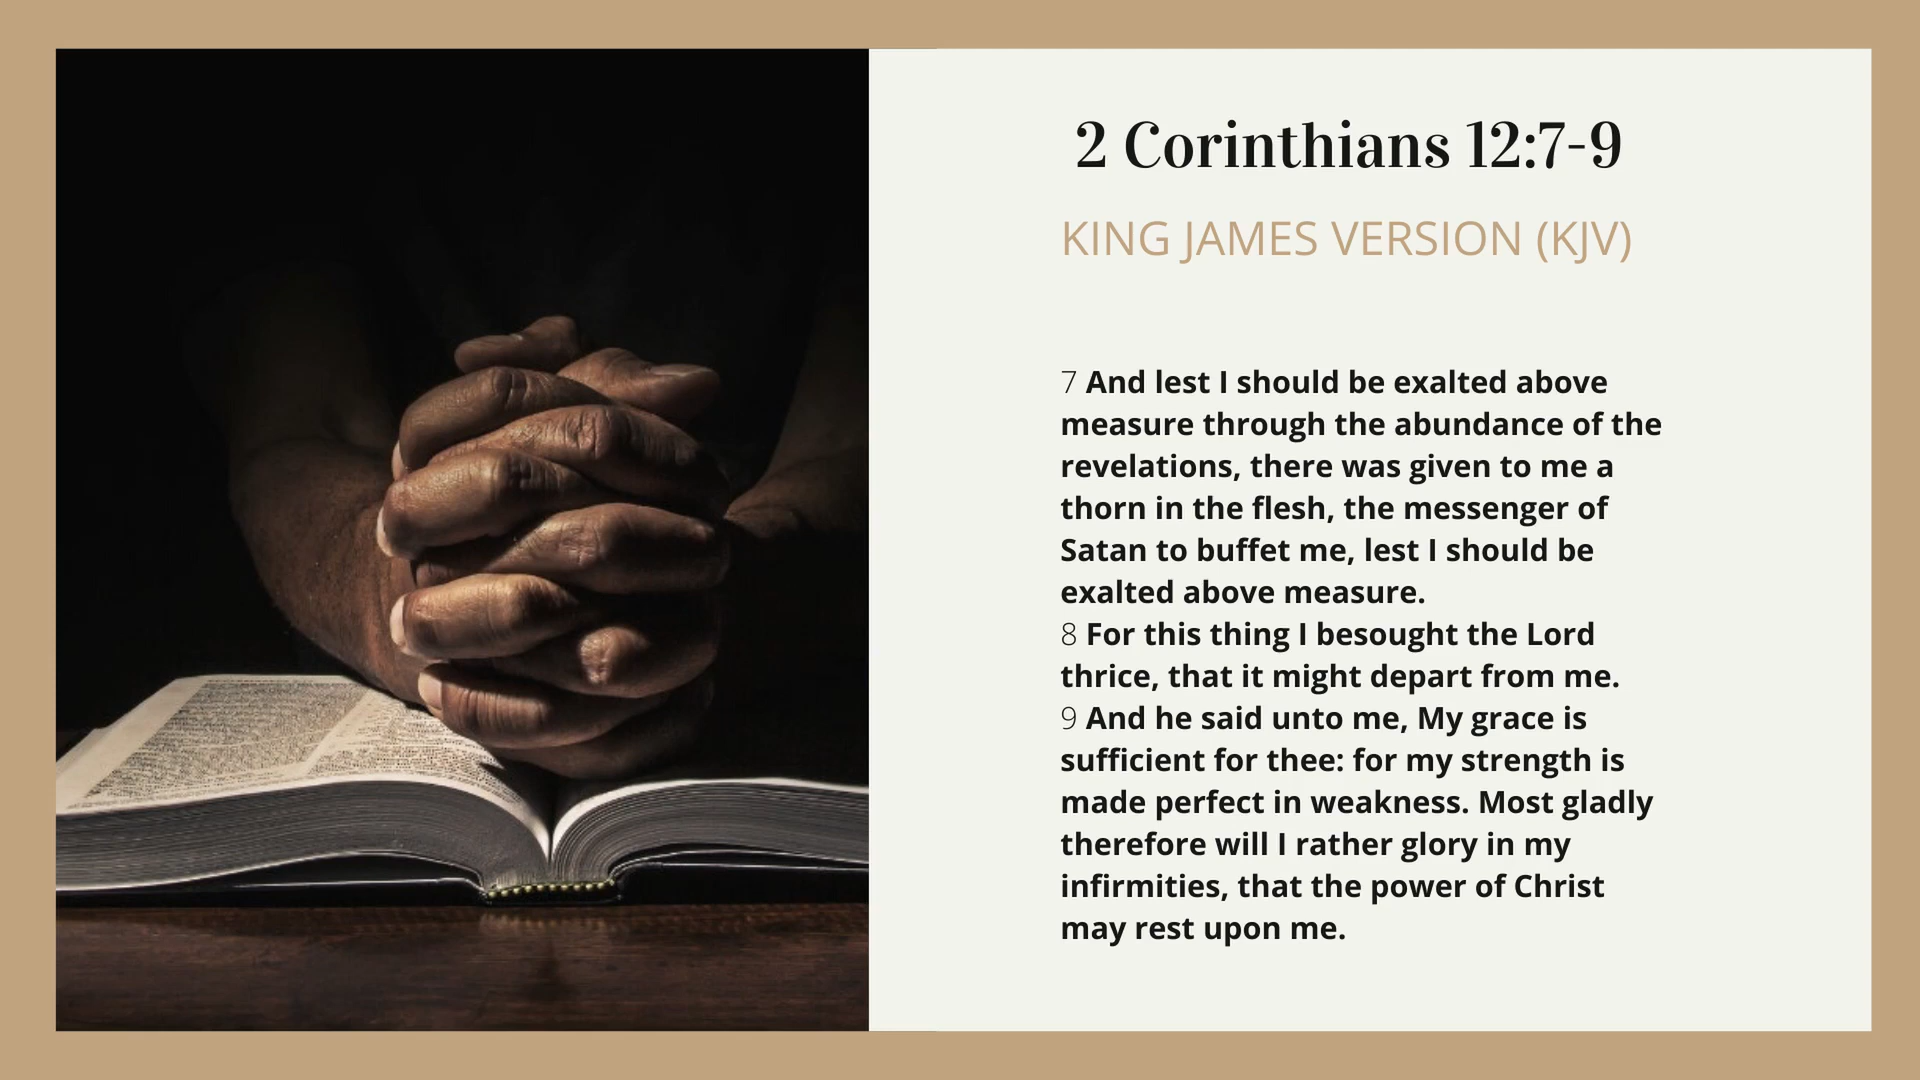 2 Corinthians 12:7-9
KING JAMES VERSION (KJV)
7 And lest I should be exalted above
measure through the abundance of the
revelations, there was given to me a
thorn in the flesh, the messenger of
Satan to buffet me, lest I should be
exalted above measure.
8 For this thing I besought the Lord
thrice, that it might depart from me.
9 And he said unto me, My grace is
sufficient for thee: for my strength is
made perfect in weakness. Most gladly
therefore will I rather glory in my
infirmities, that the power of Christ
may rest upon me.